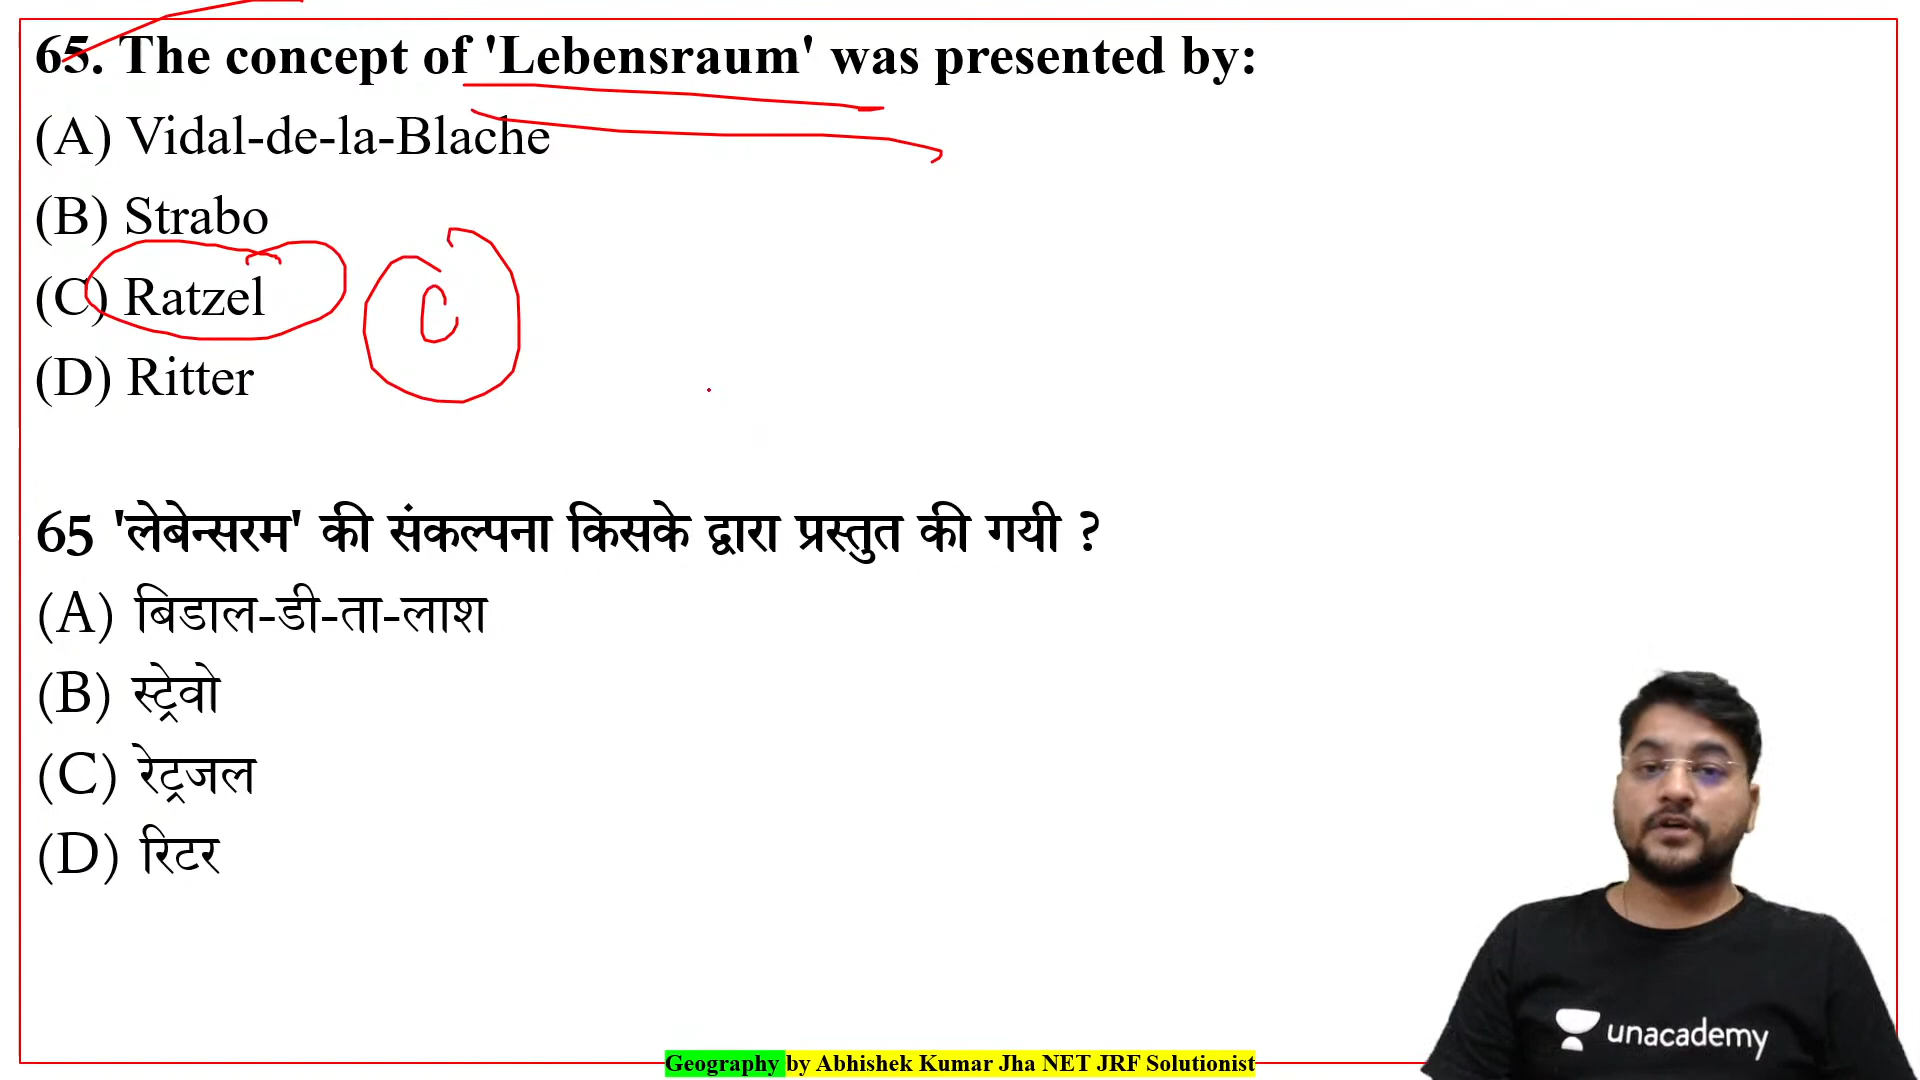 65. The concept of 'Lebensraum' was presented by:
(A) Vidal-de-la-Blache
(B) Strabo
(C) Ratzel
C
(D) Ritter
65 'लेबेन्सरम' की संकल्पना किसके द्वारा प्रस्तुत की गयी ?
(A) बिडाल-डी-ता-लाश
(B) स्ट्रेवो
(C) रेट्रजल
(D) रिटर
unacademy
Geography by Abhishek Kumar Jha NET JRF Solutionist